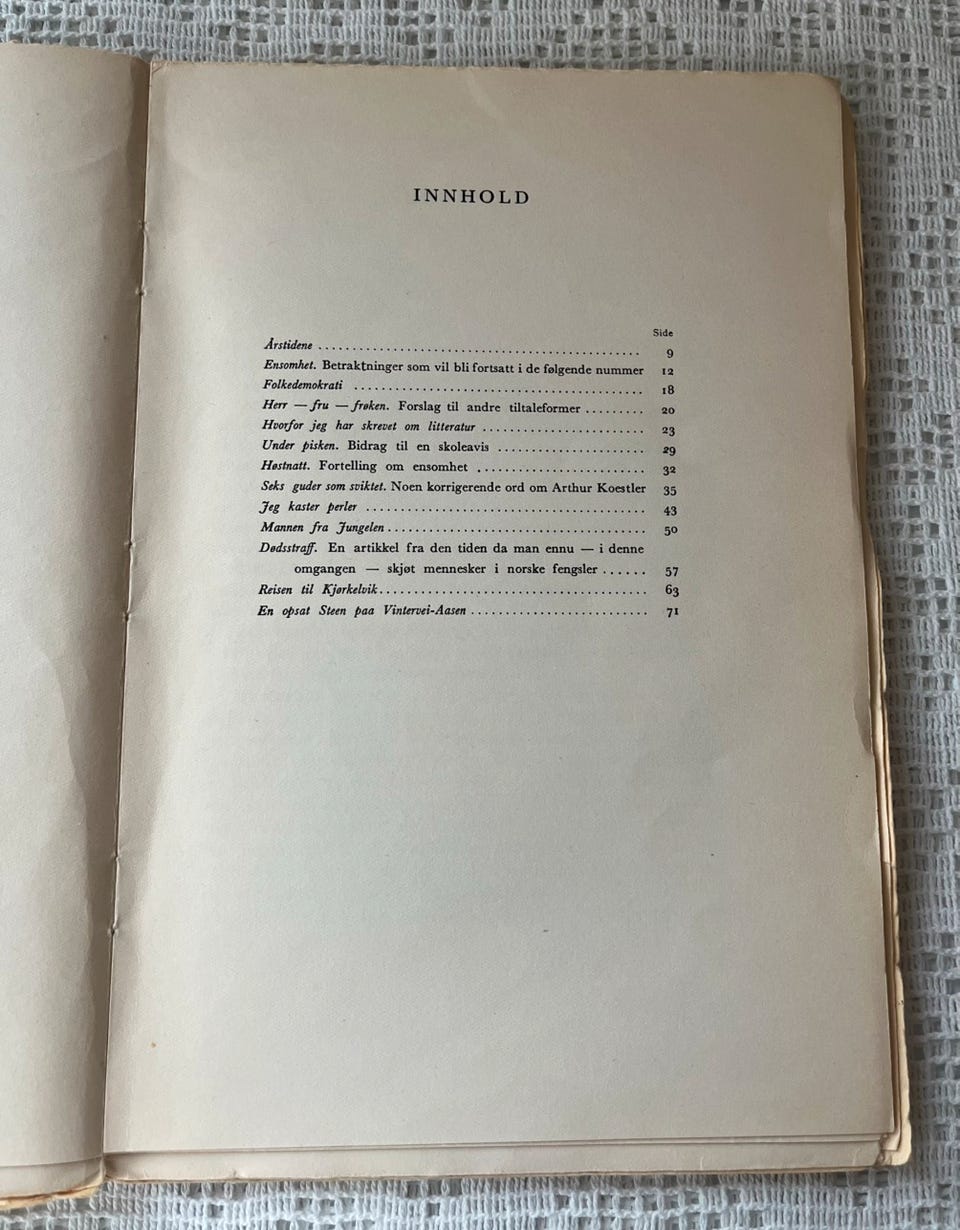 INNHOLD
Side
Årstidene ................................................ 9
Ensomhet. Betraktninger som vil bli fortsatt i de følgende nummer 12
Folkedemokrati ........................................... 18
Herr — fru — frøken. Forslag til andre tiltaleformer ......... 20
Hvorfor jeg har skrevet om litteratur ........................ 23
Under pisken. Bidrag til en skoleavis ...................... 29
Høstnatt. Fortelling om ensomhet ......................... 32
Seks guder som sviktet. Noen korrigerende ord om Arthur Koestler 35
Jeg kaster perler ......................................... 43
Mannen fra Jungelen ...................................... 50
Dødsstraff. En artikkel fra den tiden da man ennu — i denne
omgangen — skjøt mennesker i norske fengsler ...... 57
Reisen til Kjørkelvik ....................................... 63
En opsat Steen paa Vintervei-Aasen .......................... 71